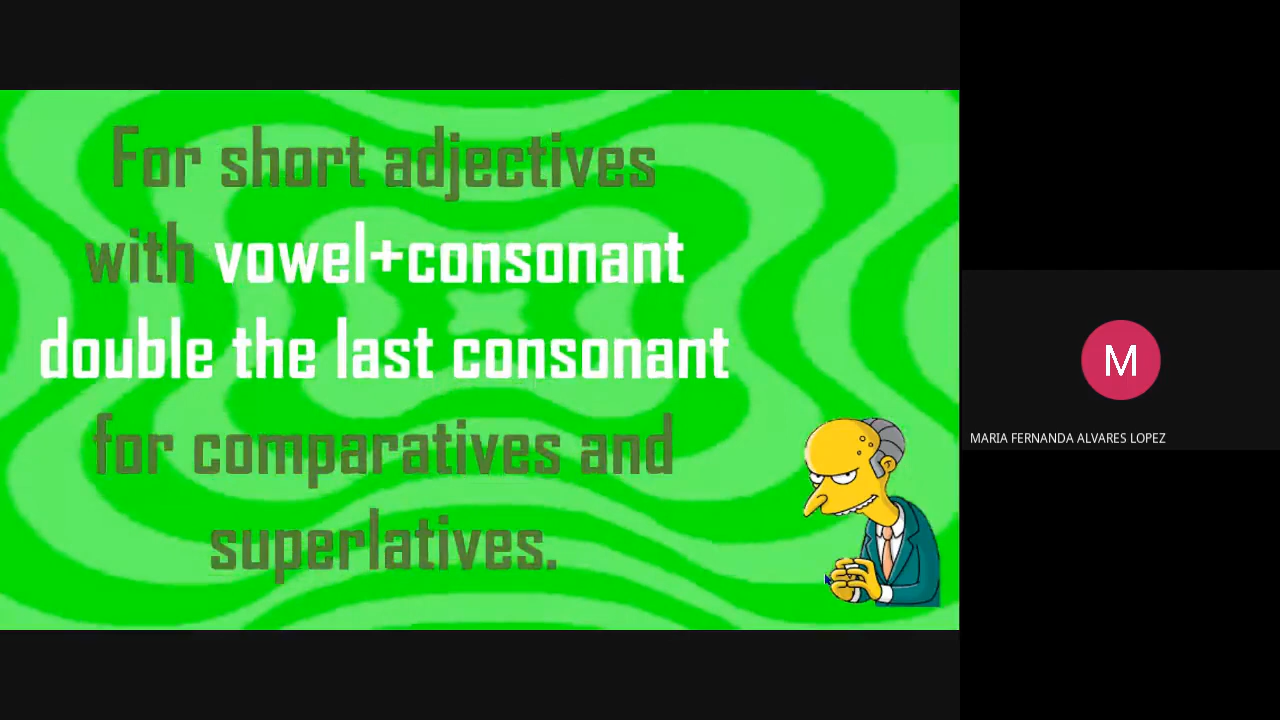 For short adjectives
with vowel+consonant
double the last consonant
for comparatives and
superlatives.
M
MARIA FERNANDA ALVARES LOPEZ